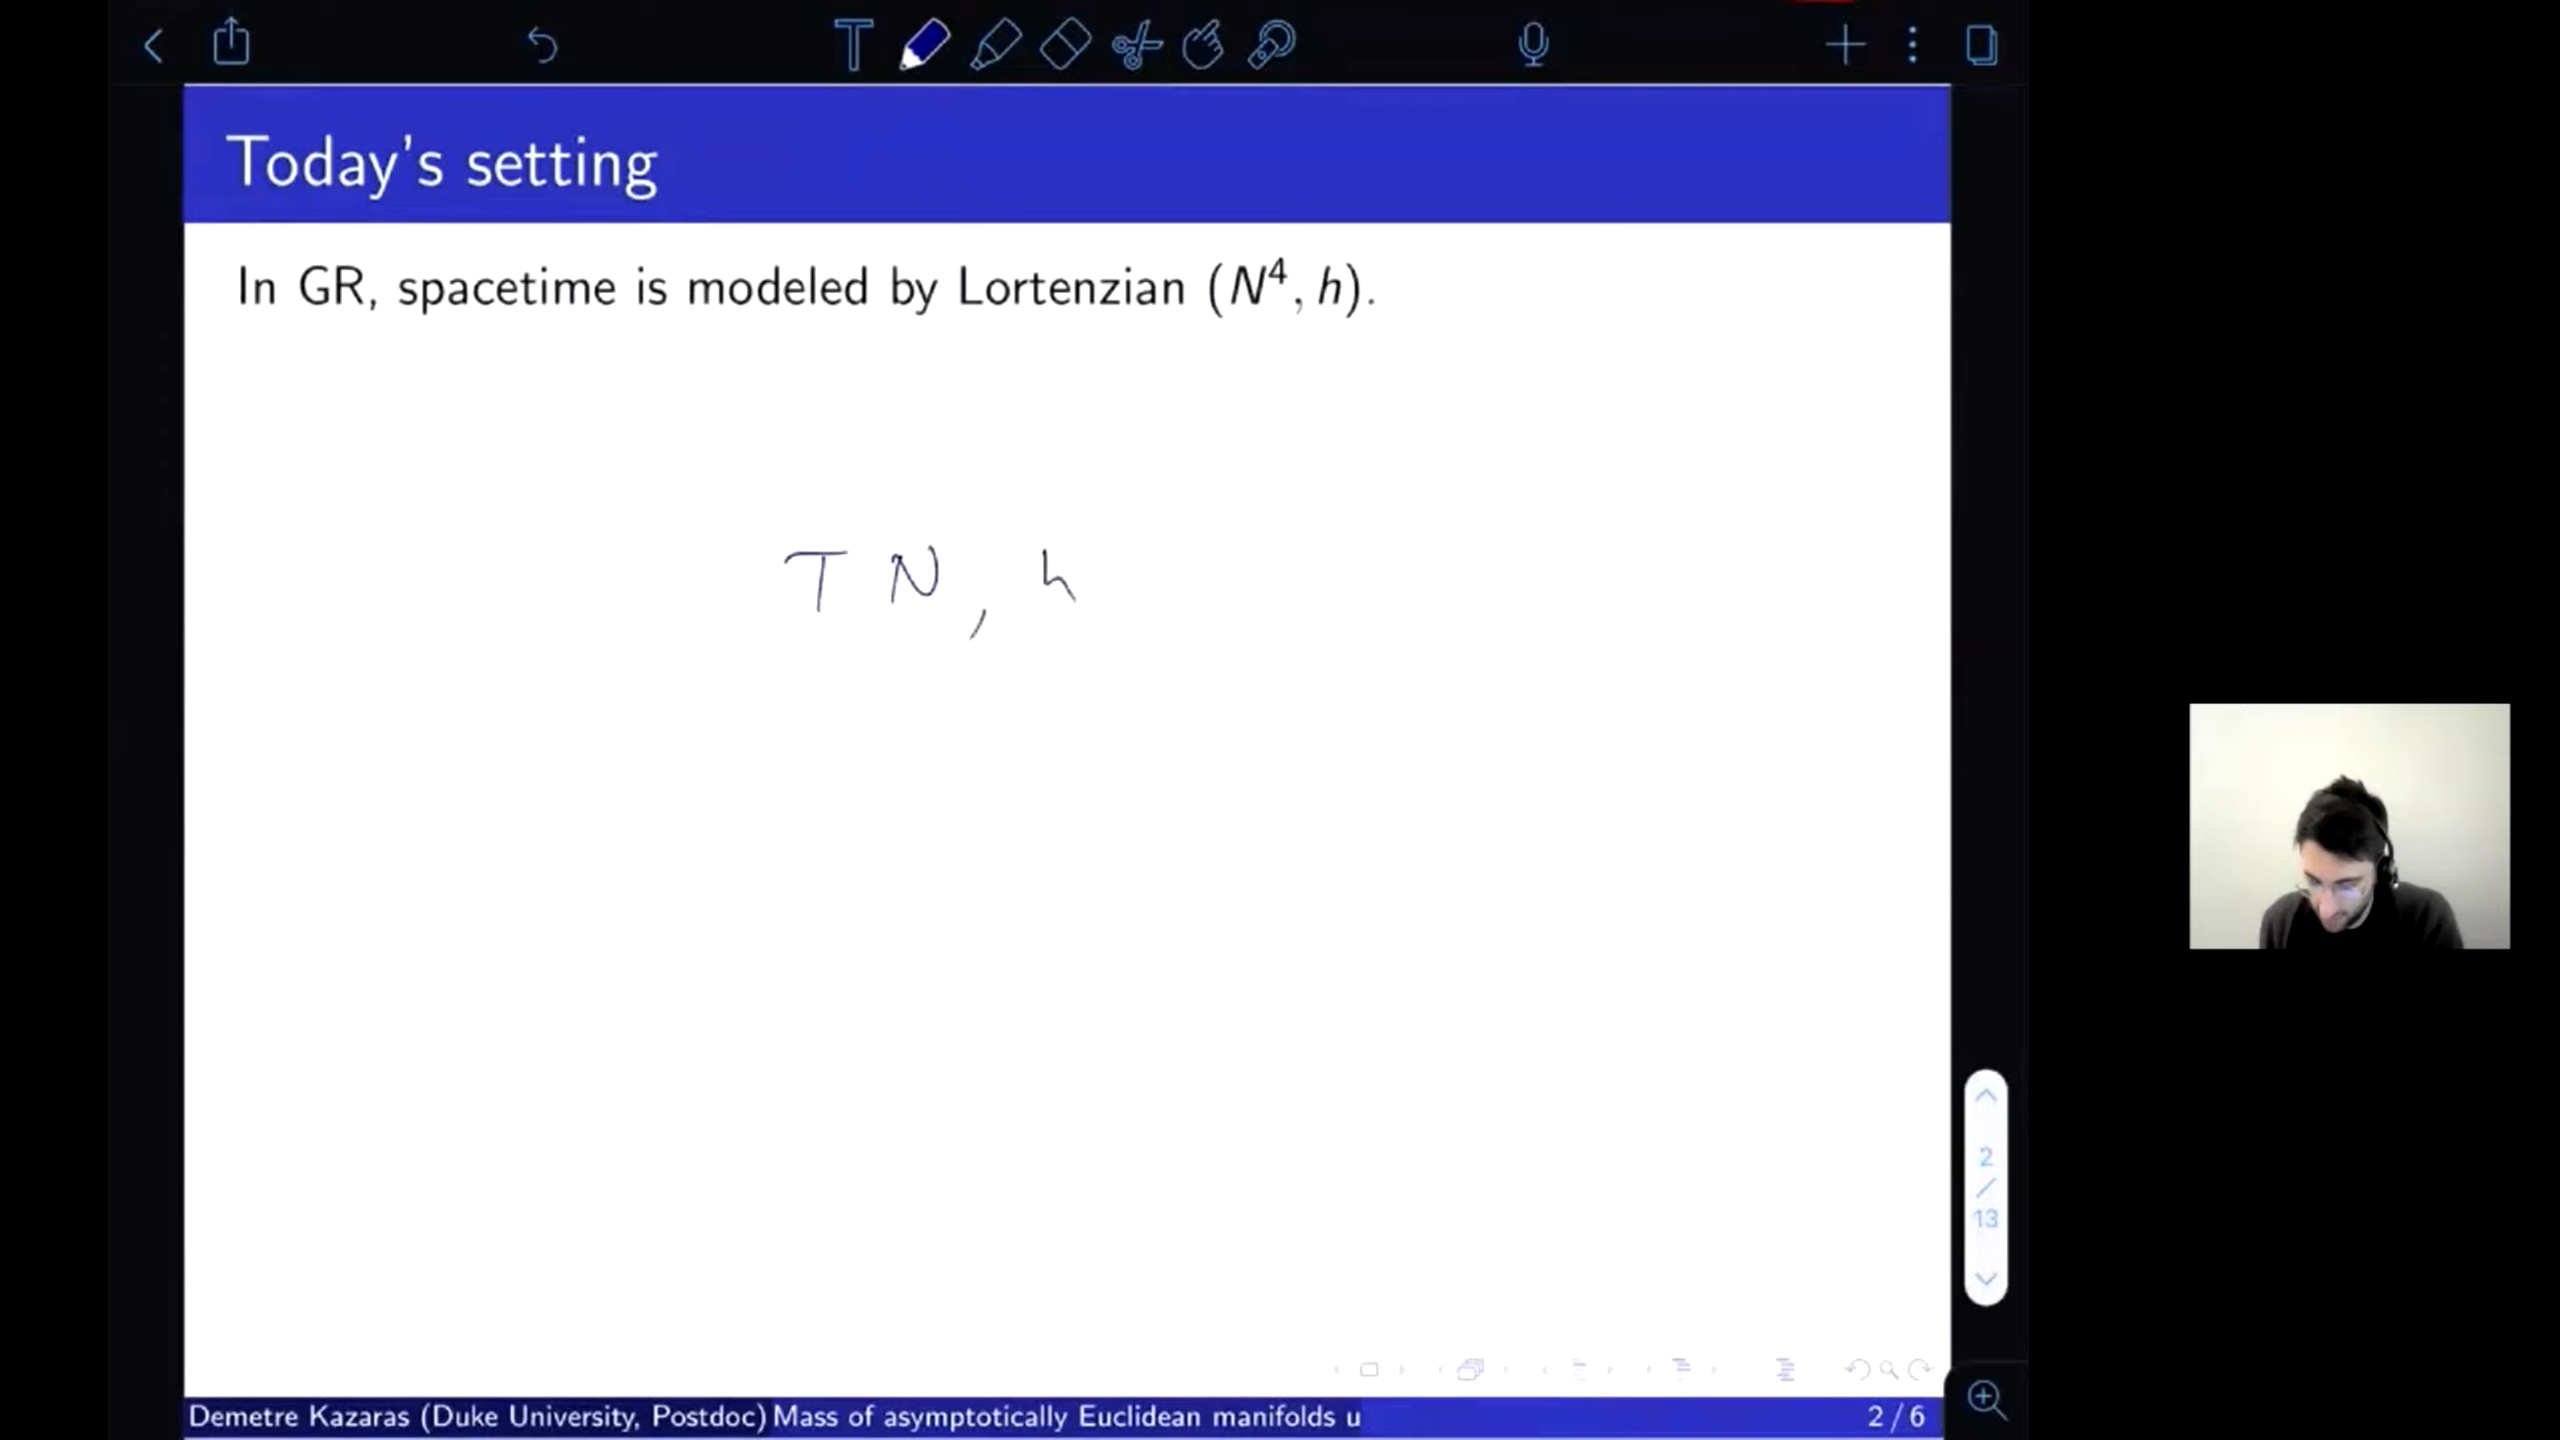 Today's setting
In GR, spacetime is modeled by Lortenzian (N⁴, h).
T N, h
2
/
13
Demetre Kazaras (Duke University, Postdoc) Mass of asymptotically Euclidean manifolds u
2 / 6